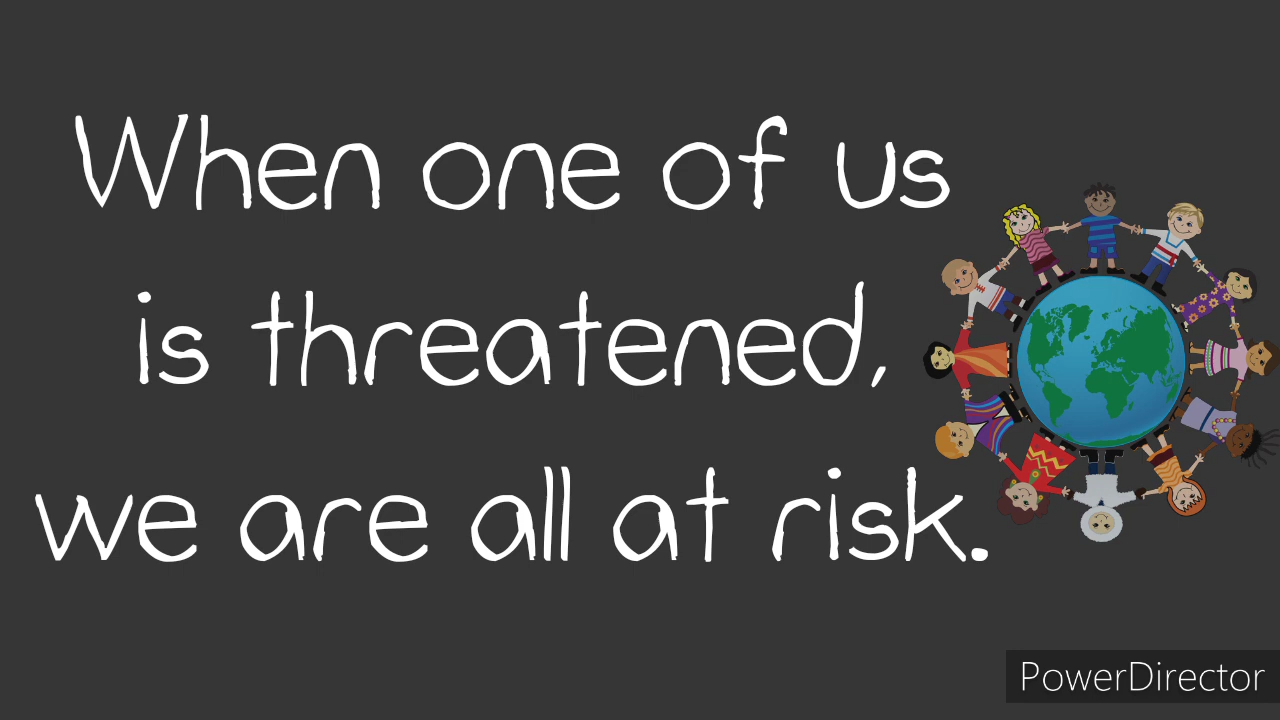 When one of us
is threatened,
we are all at risk.
PowerDirector